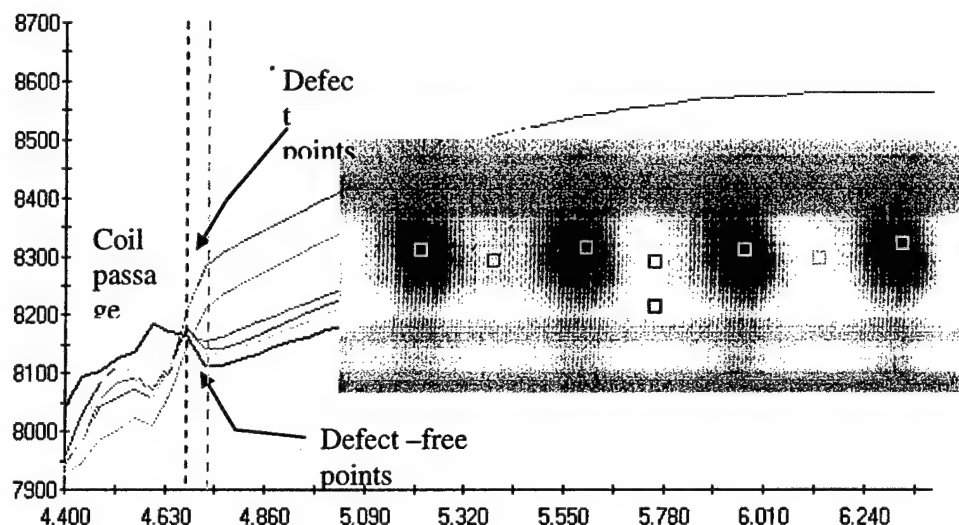 8700
8600
8500
8400
8300
8200
8100
8000
7900
Defec
t
points
Coil
passa
ge
Defect –free
points
4.400 4.630 4.860 5.090 5.320 5.550 5.780 6.010 6.240